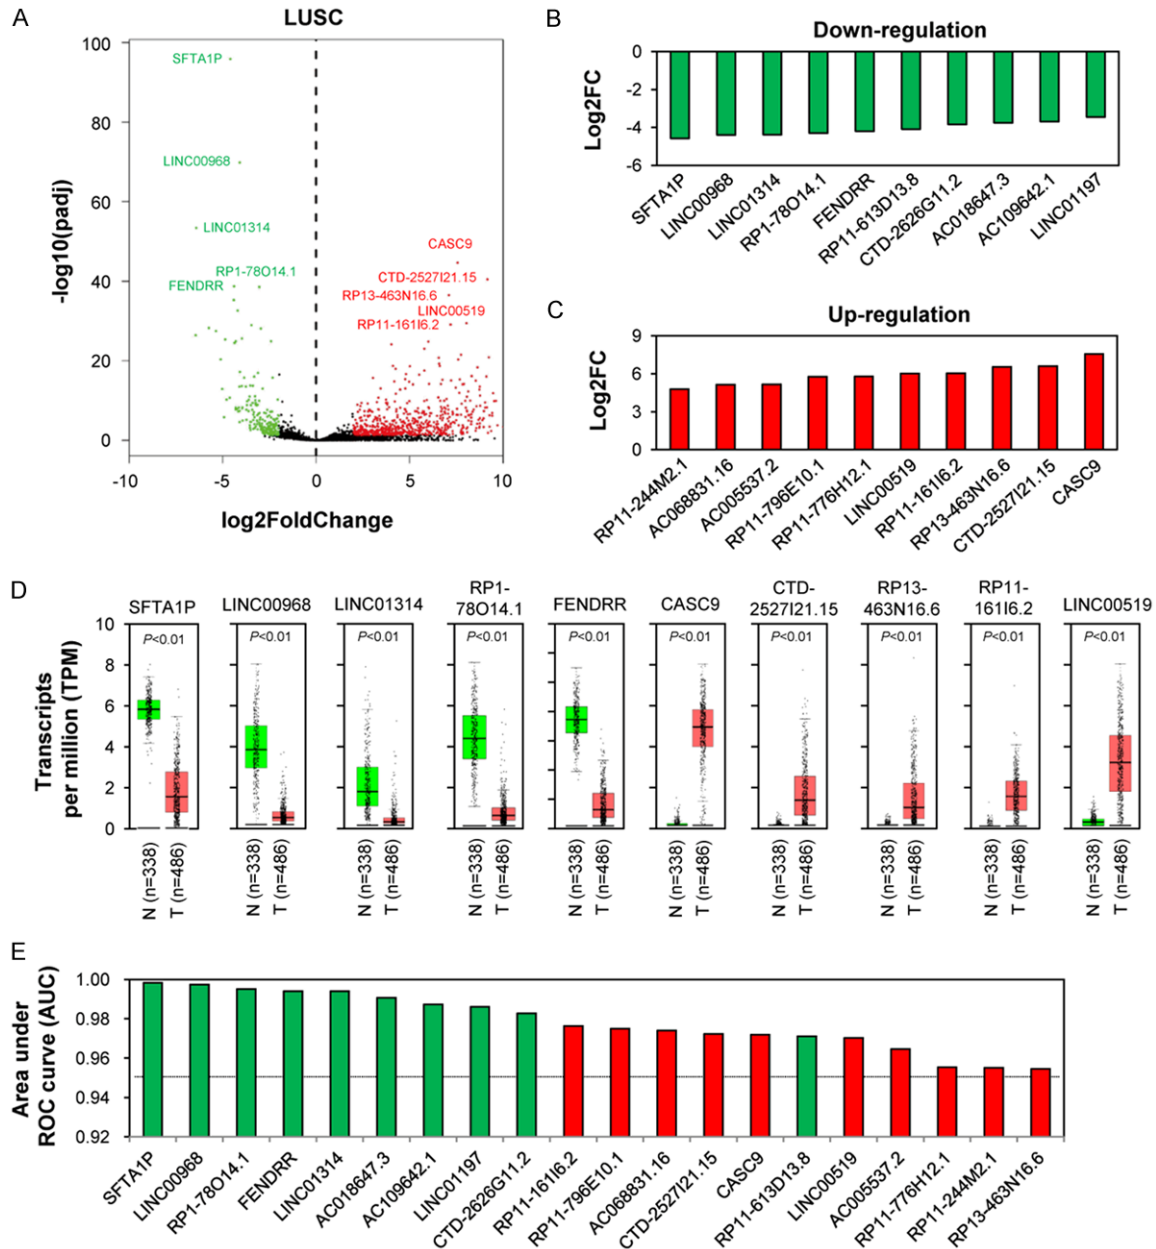 A
LUSC
-log10(padj)
100
80
60
40
20
0
SFTA1P
LINC00968
LINC01314
RP1-78O14.1
FENDRR
CASC9
CTD-2527I21.15
RP13-463N16.6
LINC00519
RP11-161I6.2
-10
-5
0
5
10
log2FoldChange
B
Down-regulation
Log2FC
0
-2
-4
-6
SFTA1P
LINC00968
LINC01314
RP1-78O14.1
FENDRR
RP11-613D13.8
CTD-2626G11.2
AC018647.3
AC109642.1
LINC01197
C
Up-regulation
Log2FC
9
6
3
0
RP11-244M2.1
AC068831.16
AC005537.2
RP11-796E10.1
RP11-776H12.1
LINC00519
RP11-161I6.2
RP13-463N16.6
CTD-2527I21.15
CASC9
D
Transcripts
per million (TPM)
10
8
6
4
2
0
SFTA1P
P<0.01
N (n=338)
T (n=486)
LINC00968
P<0.01
N (n=338)
T (n=486)
LINC01314
P<0.01
N (n=338)
T (n=486)
RP1-
78O14.1
P<0.01
N (n=338)
T (n=486)
FENDRR
P<0.01
N (n=338)
T (n=486)
CASC9
P<0.01
N (n=338)
T (n=486)
CTD-
2527I21.15
P<0.01
N (n=338)
T (n=486)
RP13-
463N16.6
P<0.01
N (n=338)
T (n=486)
RP11-
161I6.2
P<0.01
N (n=338)
T (n=486)
LINC00519
P<0.01
N (n=338)
T (n=486)
E
Area under
ROC curve (AUC)
1.00
0.98
0.96
0.94
0.92
SFTA1P
LINC00968
RP1-78O14.1
FENDRR
LINC01314
AC018647.3
AC109642.1
LINC01197
CTD-2626G11.2
RP11-161I6.2
RP11-796E10.1
AC068831.16
CTD-2527I21.15
CASC9
RP11-613D13.8
LINC00519
AC005537.2
RP11-776H12.1
RP11-244M2.1
RP13-463N16.6